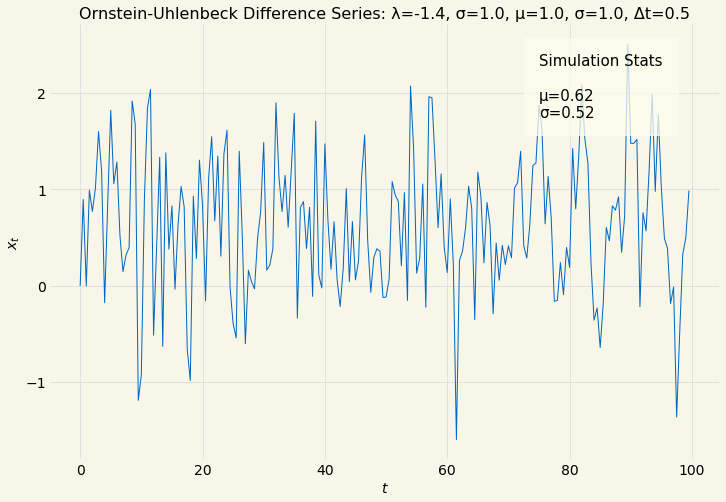 Ornstein-Uhlenbeck Difference Series: λ=-1.4, σ=1.0, μ=1.0, σ=1.0, Δt=0.5
Simulation Stats
μ=0.62
σ=0.52
2
1
0
−1
x_t
0
20
40
60
80
100
t